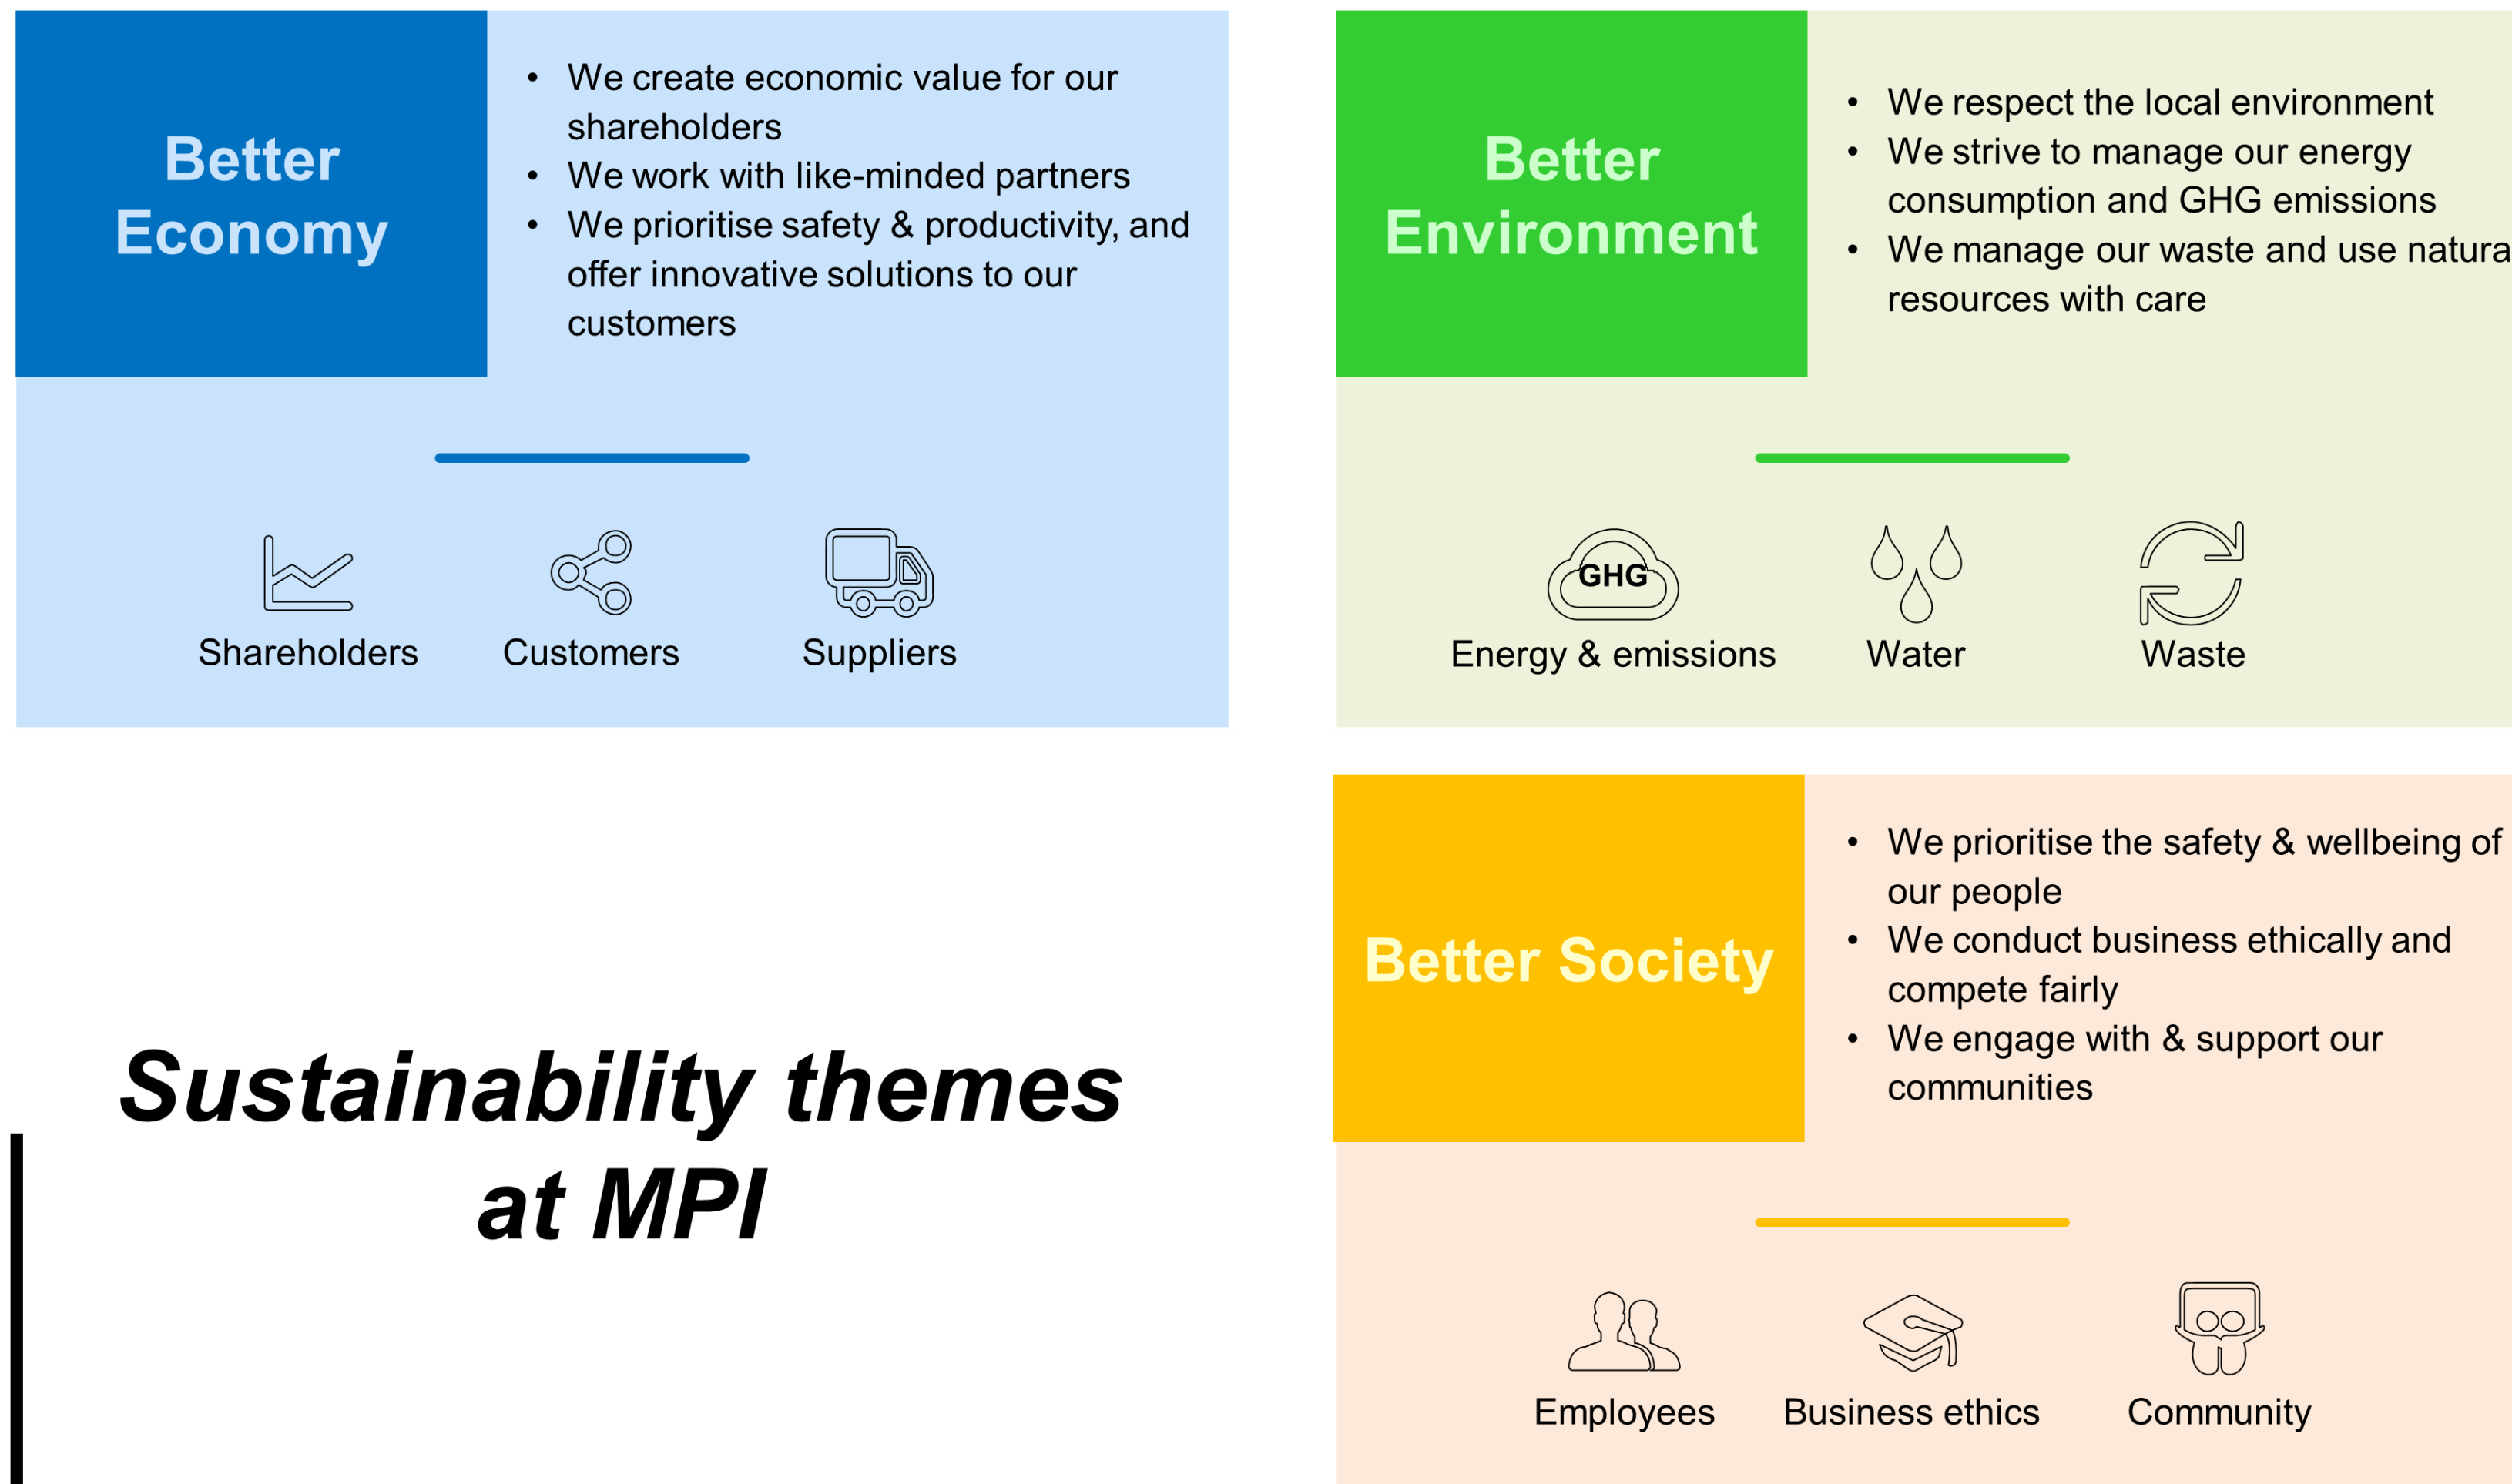 Better
Economy
• We create economic value for our
shareholders
• We work with like-minded partners
• We prioritise safety & productivity, and
offer innovative solutions to our
customers
Shareholders
Customers
Suppliers
Better
Environment
• We respect the local environment
• We strive to manage our energy
consumption and GHG emissions
• We manage our waste and use natura
resources with care
GHG
Energy & emissions
Water
Waste
Sustainability themes
at MPI
Better Society
• We prioritise the safety & wellbeing of
our people
• We conduct business ethically and
compete fairly
• We engage with & support our
communities
Employees
Business ethics
Community